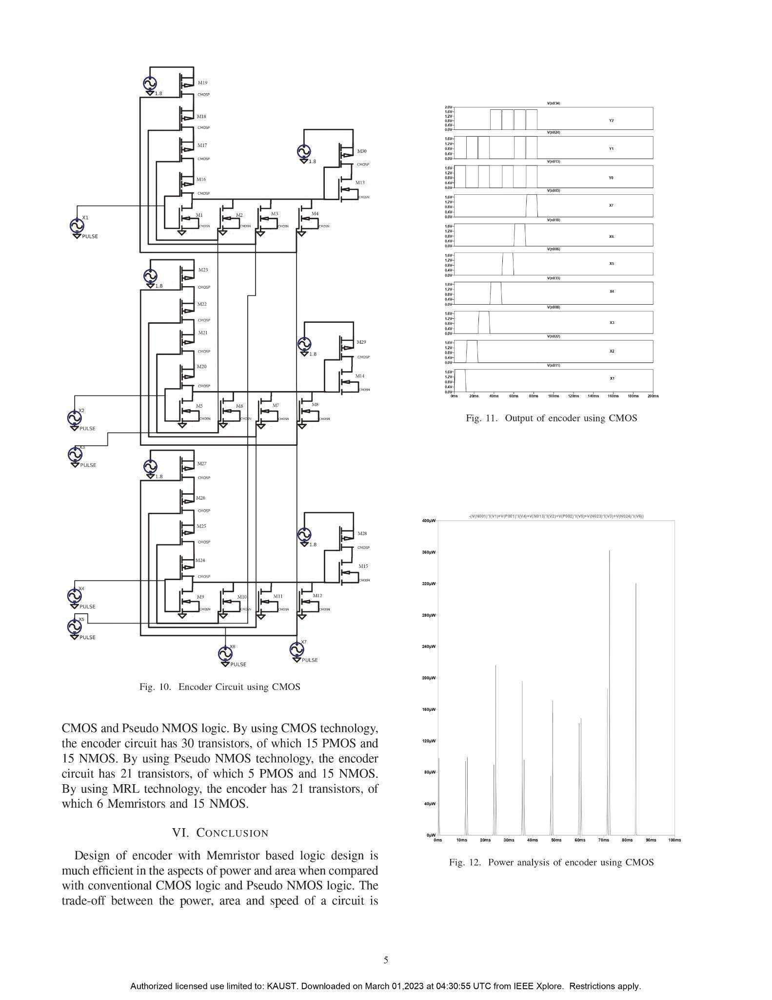 M19
1.8
CMOSP
M18
CMOSP
M17
CMOSP
M16
CMOSP
M30
1.8
CMOSP
M13
CMOSN
X1
PULSE
M1
CMOSN
M2
CMOSN
M3
CMOSN
M4
CMOSN
M23
1.8
CMOSP
M22
CMOSP
M21
CMOSP
M20
CMOSP
M29
1.8
CMOSP
M14
CMOSN
X2
PULSE
M5
CMOSN
M6
CMOSN
M7
CMOSN
M8
CMOSN
X3
PULSE
M27
1.8
CMOSP
M26
CMOSP
M25
CMOSP
M24
CMOSP
M28
1.8
CMOSP
M15
CMOSN
X4
PULSE
M9
CMOSN
M10
CMOSN
M11
CMOSN
M12
CMOSN
X5
PULSE
X6
PULSE
X7
PULSE
Fig. 10. Encoder Circuit using CMOS
CMOS and Pseudo NMOS logic. By using CMOS technology,
the encoder circuit has 30 transistors, of which 15 PMOS and
15 NMOS. By using Pseudo NMOS technology, the encoder
circuit has 21 transistors, of which 5 PMOS and 15 NMOS.
By using MRL technology, the encoder has 21 transistors, of
which 6 Memristors and 15 NMOS.
VI. CONCLUSION
Design of encoder with Memristor based logic design is
much efficient in the aspects of power and area when compared
with conventional CMOS logic and Pseudo NMOS logic. The
trade-off between the power, area and speed of a circuit is
V(n034)
2.0V
1.6V
1.2V
0.8V
0.4V
0.0V
Y2
V(n024)
1.6V
1.2V
0.8V
0.4V
0.0V
Y1
V(n013)
1.6V
1.2V
0.8V
0.4V
0.0V
Y0
V(n003)
1.6V
1.2V
0.8V
0.4V
0.0V
X7
V(n018)
1.6V
1.2V
0.8V
0.4V
0.0V
X6
V(n006)
1.6V
1.2V
0.8V
0.4V
0.0V
X5
V(n033)
1.6V
1.2V
0.8V
0.4V
0.0V
X4
V(n008)
1.6V
1.2V
0.8V
0.4V
0.0V
X3
V(n022)
1.6V
1.2V
0.8V
0.4V
0.0V
X2
V(n011)
1.6V
1.2V
0.8V
0.4V
0.0V
X1
0ms 20ms 40ms 60ms 80ms 100ms 120ms 140ms 160ms 180ms 200ms
Fig. 11. Output of encoder using CMOS
-(V(N001)*I(V1)+V(P001)*I(V4)+V(N013)*I(V2)+V(P002)*I(V5)+V(N023)*I(V3)+V(N024)*I(V6))
400µW
360µW
320µW
280µW
240µW
200µW
160µW
120µW
80µW
40µW
0µW
0ms 10ms 20ms 30ms 40ms 50ms 60ms 70ms 80ms 90ms 100ms
Fig. 12. Power analysis of encoder using CMOS
5
Authorized licensed use limited to: KAUST. Downloaded on March 01,2023 at 04:30:55 UTC from IEEE Xplore. Restrictions apply.